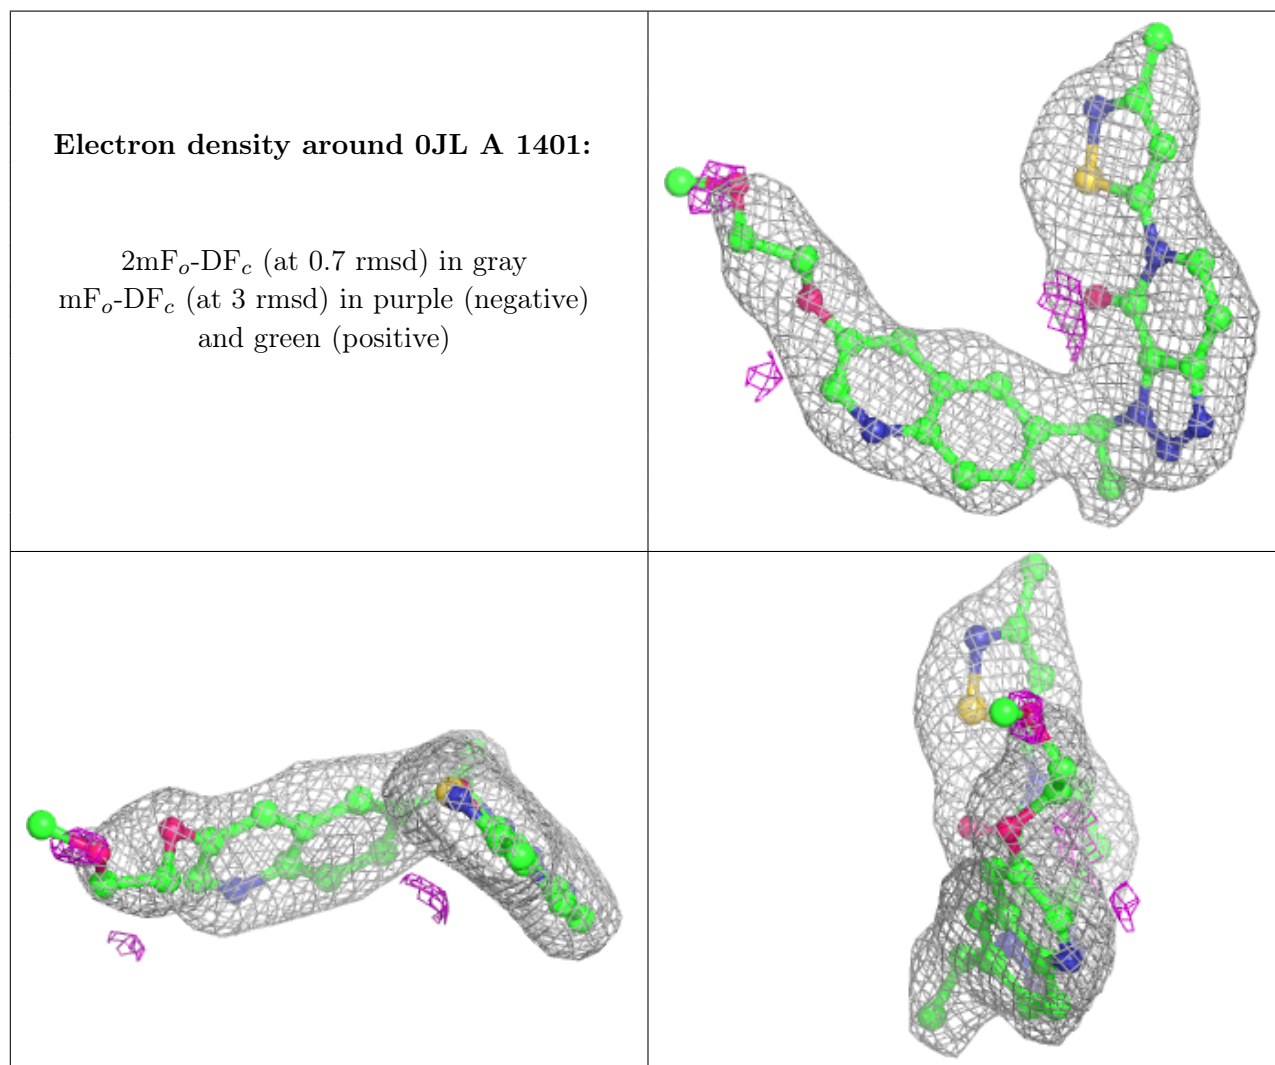 Electron density around 0JL A 1401:
2mFo-DFc (at 0.7 rmsd) in gray
mFo-DFc (at 3 rmsd) in purple (negative)
and green (positive)